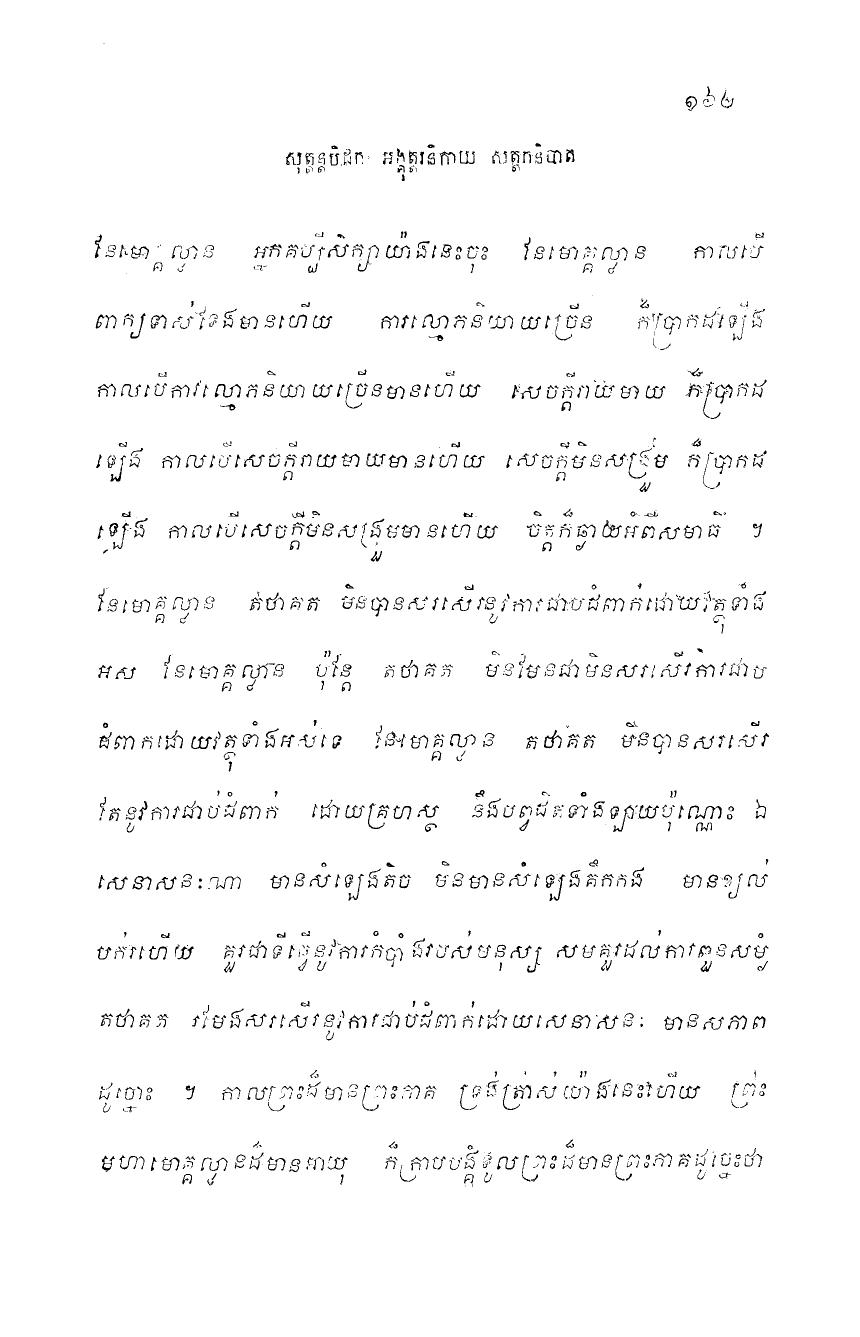 ១៦២
សុត្តន្តបិដក អង្គុត្តរនិកាយ សត្តកនិបាត
នែមោគ្គល្លាន អ្នកគប្បីសិក្សាយ៉ាងនេះចុះ នែមោគ្គល្លាន កាលបើ
ពាក្យទាស់ទែងមានហើយ ការល្មោភនិយាយច្រើន ក៏ប្រាកដឡើង
កាលបើការល្មោភនិយាយច្រើនមានហើយ សេចក្តីរាយមាយ ក៏ប្រាកដ
ឡើង កាលបើសេចក្តីរាយមាយមានហើយ សេចក្តីមិនសង្រួម ក៏ប្រាកដ
ឡើង កាលបើសេចក្តីមិនសង្រួមមានហើយ ចិត្តក៏ឆ្ងាយអំពីសមាធិ ។
នែមោគ្គល្លាន តថាគត មិនបានសរសើរនូវការជាប់ដំពាក់ដោយវត្ថុទាំង
អស់ នែមោគ្គល្លាន ប៉ុន្តែ តថាគត មិនមែនជាមិនសរសើរការជាប់
ដំពាក់ដោយវត្ថុទាំងអស់ទេ នែមោគ្គល្លាន តថាគត មិនបានសរសើរ
តែនូវការជាប់ដំពាក់ ដោយគ្រហស្ថ នឹងបព្វជិតទាំងឡាយប៉ុណ្ណោះ ឯ
សេនាសនៈណា មានសំឡេងតិច មិនមានសំឡេងគឹកកង មានខ្យល់
បក់រហើយ គួរជាទីធ្វើនូវការកំបាំងរបស់មនុស្ស សមគួរដល់ការពួនសម្ងំ
តថាគត រមែងសរសើរនូវការជាប់ដំពាក់ដោយសេនាសនៈ មានសភាព
ដូច្នោះ ។ កាលព្រះដ៏មានព្រះភាគ ទ្រង់ត្រាស់យ៉ាងនេះហើយ ព្រះ
មហាមោគ្គល្លានដ៏មានអាយុ ក៏ក្រាបបង្គំទូលព្រះដ៏មានព្រះភាគដូច្នេះថា